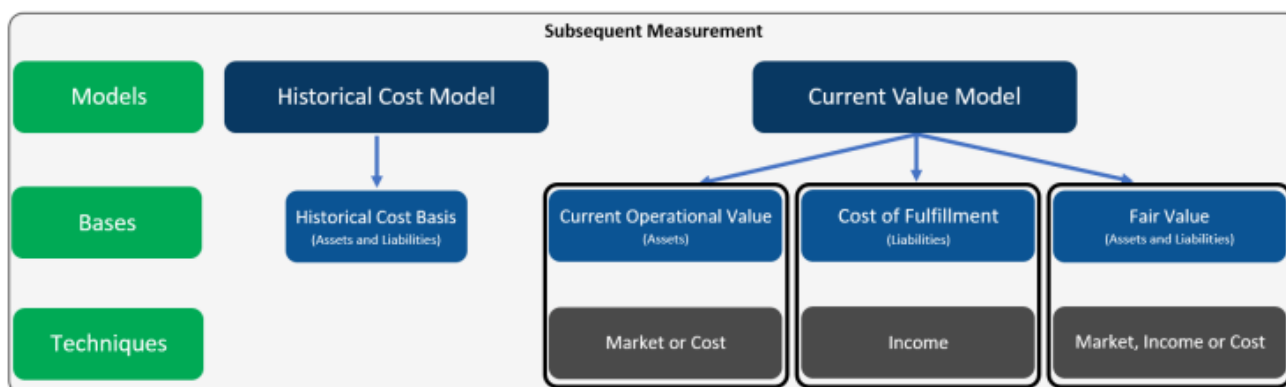 Subsequent Measurement
Models
Historical Cost Model
Current Value Model
Bases
Historical Cost Basis
(Assets and Liabilities)
Current Operational Value
(Assets)
Cost of Fulfillment
(Liabilities)
Fair Value
(Assets and Liabilities)
Techniques
Market or Cost
Income
Market, Income or Cost